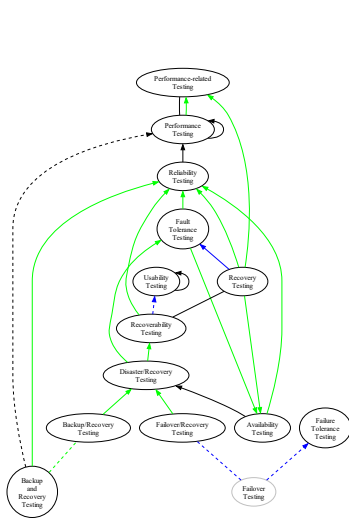 Performance-related
Testing
Performance
Testing
Reliability
Testing
Fault
Tolerance
Testing
Usability
Testing
Recovery
Testing
Recoverability
Testing
Disaster/Recovery
Testing
Backup/Recovery
Testing
Failover/Recovery
Testing
Availability
Testing
Failure
Tolerance
Testing
Backup
and
Recovery
Testing
Failover
Testing